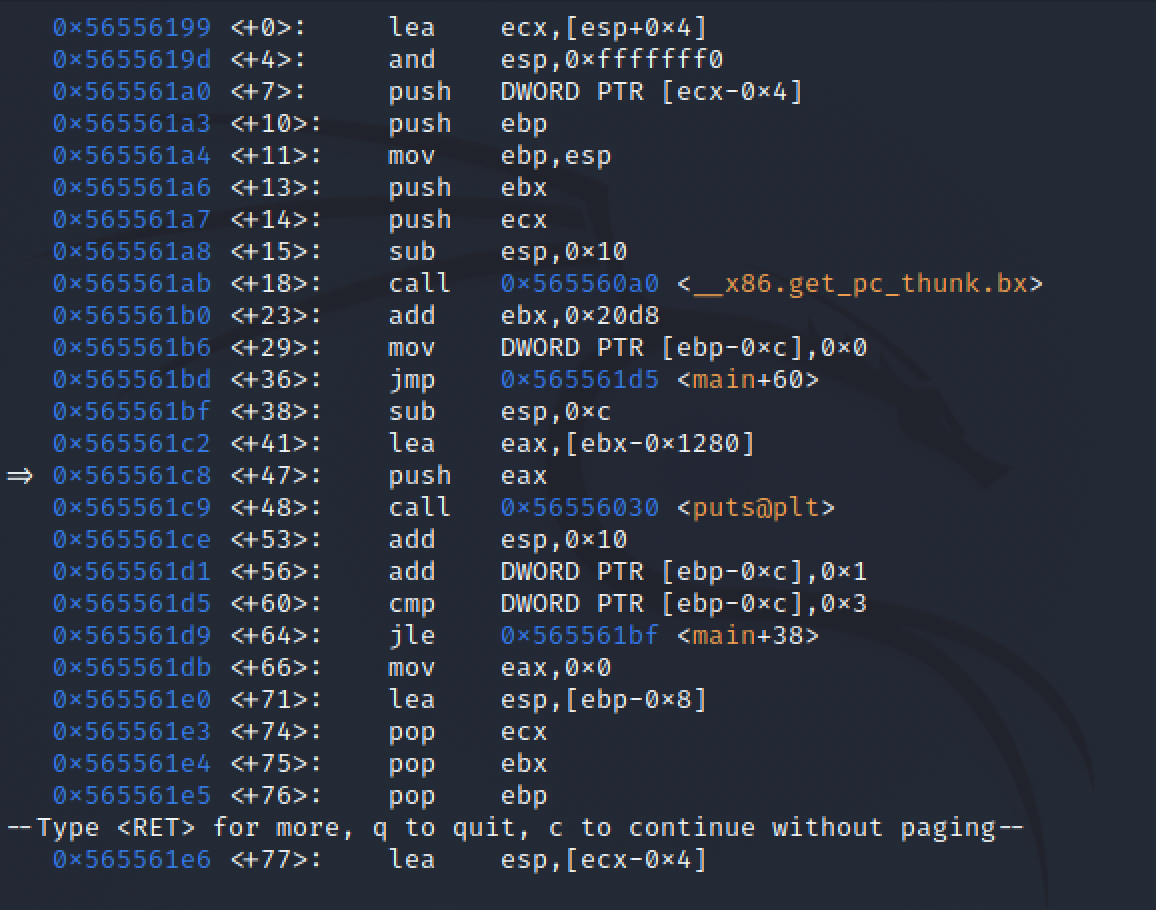 0x56556199 <+0>: lea ecx,[esp+0x4]
0x5655619d <+4>: and esp,0xfffffff0
0x565561a0 <+7>: push DWORD PTR [ecx-0x4]
0x565561a3 <+10>: push ebp
0x565561a4 <+11>: mov ebp,esp
0x565561a6 <+13>: push ebx
0x565561a7 <+14>: push ecx
0x565561a8 <+15>: sub esp,0x10
0x565561ab <+18>: call 0x565560a0 <__x86.get_pc_thunk.bx>
0x565561b0 <+23>: add ebx,0x20d8
0x565561b6 <+29>: mov DWORD PTR [ebp-0xc],0x0
0x565561bd <+36>: jmp 0x565561d5 <main+60>
0x565561bf <+38>: sub esp,0xc
0x565561c2 <+41>: lea eax,[ebx-0x1280]
=> 0x565561c8 <+47>: push eax
0x565561c9 <+48>: call 0x56556030 <puts@plt>
0x565561ce <+53>: add esp,0x10
0x565561d1 <+56>: add DWORD PTR [ebp-0xc],0x1
0x565561d5 <+60>: cmp DWORD PTR [ebp-0xc],0x3
0x565561d9 <+64>: jle 0x565561bf <main+38>
0x565561db <+66>: mov eax,0x0
0x565561e0 <+71>: lea esp,[ebp-0x8]
0x565561e3 <+74>: pop ecx
0x565561e4 <+75>: pop ebx
0x565561e5 <+76>: pop ebp
--Type <RET> for more, q to quit, c to continue without paging--
0x565561e6 <+77>: lea esp,[ecx-0x4]